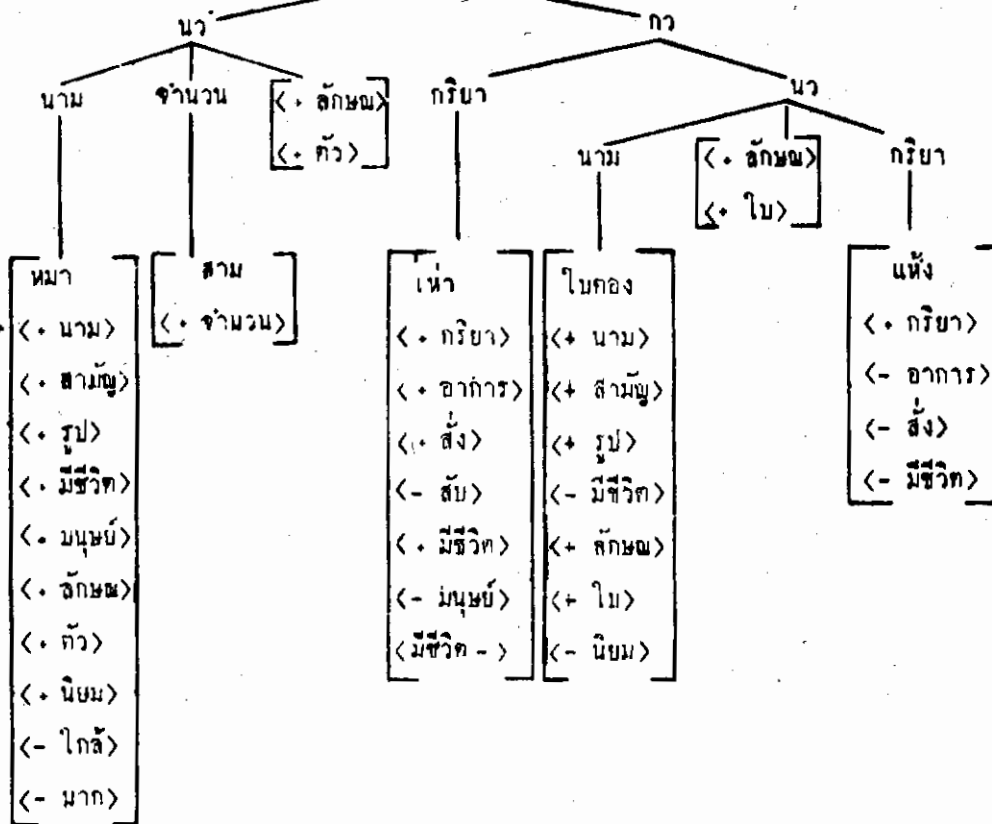 นว
กว
นาม
จำนวน
<+ ลักษณ>
<+ ตัว>
กริยา
นว
นาม
<+ ลักษณ>
<+ ใบ>
กริยา
หมา
<+ นาม>
<+ สามัญ>
<+ รูป>
<+ มีชีวิต>
<+ มนุษย์>
<+ ลักษณ>
<+ ตัว>
<+ นิยม>
<- ใกล้>
<- มาก>
สาม
<+ จำนวน>
เห่า
<+ กริยา>
<+ อาการ>
<+ สั่ง>
<- สับ>
<+ มีชีวิต>
<- มนุษย์>
<มีชีวิต - >
ใบตอง
<+ นาม>
<+ สามัญ>
<+ รูป>
<- มีชีวิต>
<+ ลักษณ>
<+ ใบ>
<- นิยม>
แห้ง
<+ กริยา>
<- อาการ>
<- สั่ง>
<- มีชีวิต>